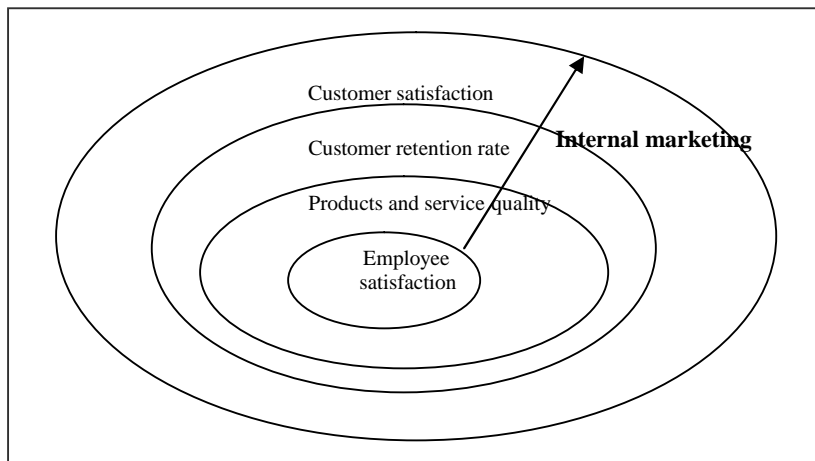 Customer satisfaction
Internal marketing
Customer retention rate
Products and service quality
Employee
satisfaction